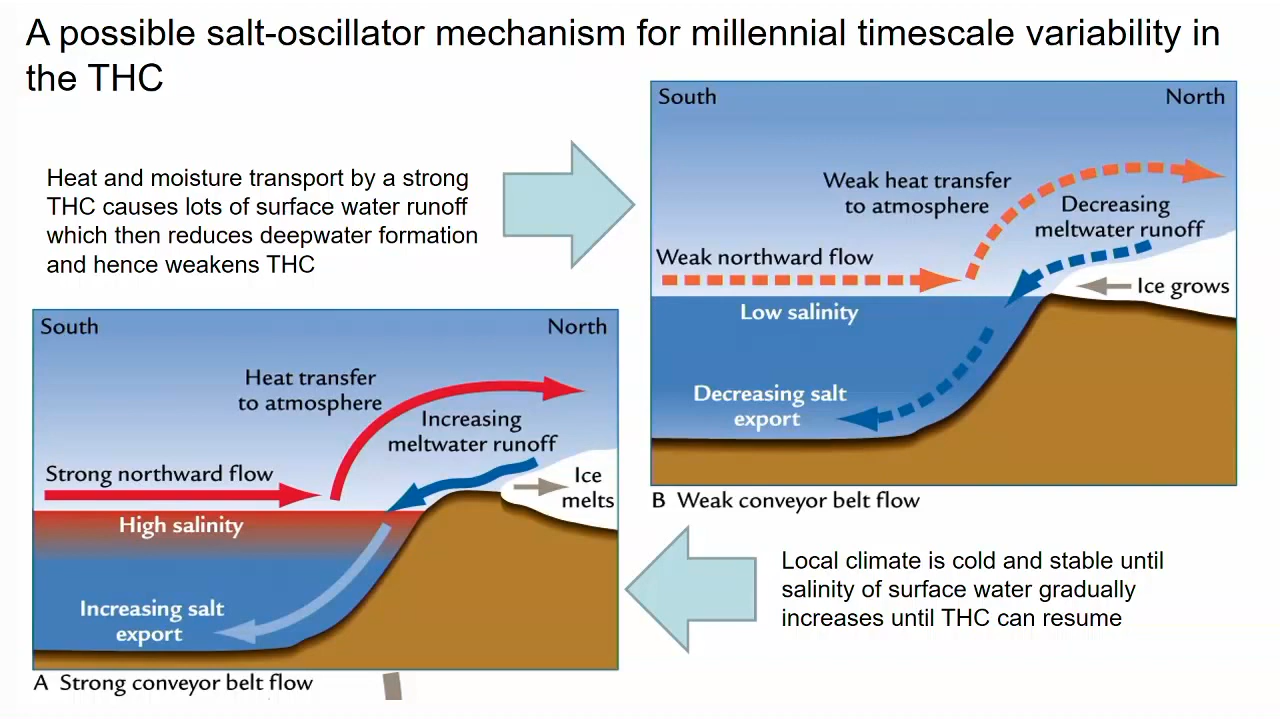 A possible salt-oscillator mechanism for millennial timescale variability in
the THC
Heat and moisture transport by a strong
THC causes lots of surface water runoff
which then reduces deepwater formation
and hence weakens THC
South
North
Weak heat transfer
to atmosphere
Decreasing
meltwater runoff
Weak northward flow
Ice grows
Low salinity
Decreasing salt
export
B Weak conveyor belt flow
South
North
Heat transfer
to atmosphere
Increasing
meltwater runoff
Strong northward flow
Ice
melts
High salinity
Increasing salt
export
A Strong conveyor belt flow
Local climate is cold and stable until
salinity of surface water gradually
increases until THC can resume